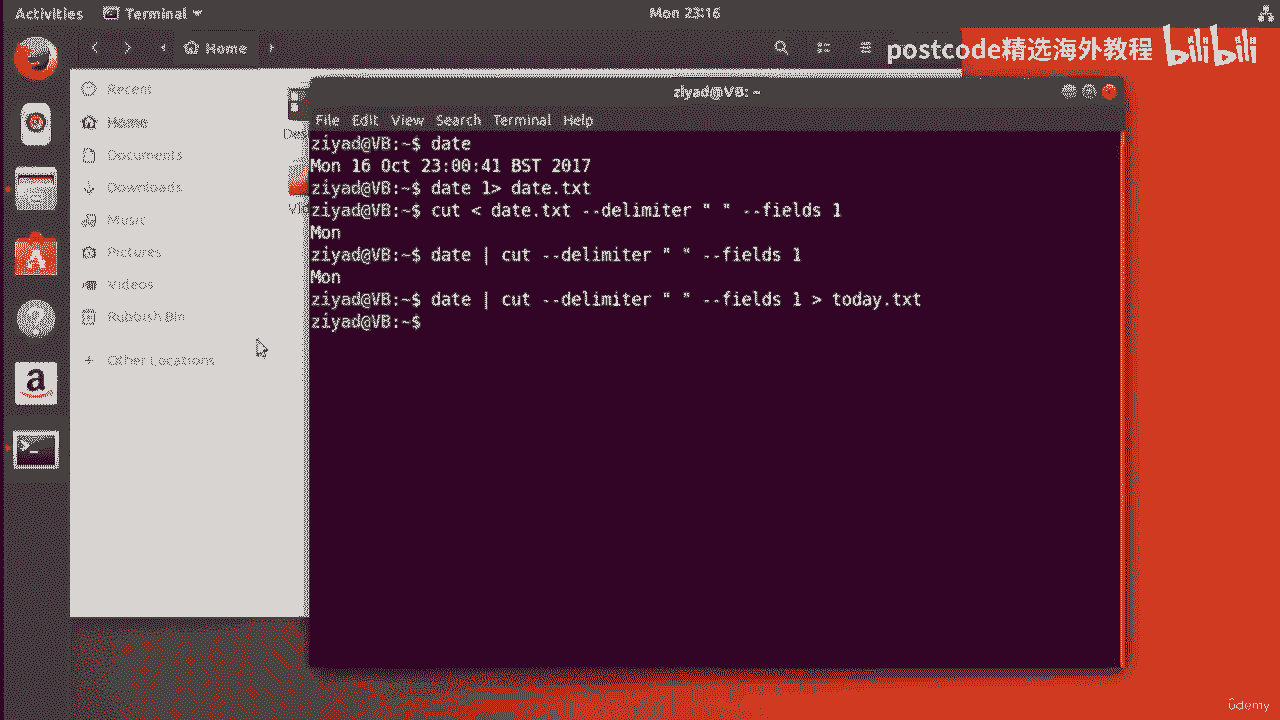 Activities Terminal Mon 23:16
Home
postcode精选海外教程 bilibili
Recent
Home
Documents
Downloads
Music
Pictures
Videos
Rubbish Bin
Other Locations
ziyad@VB: ~
File Edit View Search Terminal Help
ziyad@VB:~$ date
Mon 16 Oct 23:00:41 BST 2017
ziyad@VB:~$ date 1> date.txt
ziyad@VB:~$ cut < date.txt --delimiter " " --fields 1
Mon
ziyad@VB:~$ date | cut --delimiter " " --fields 1
Mon
ziyad@VB:~$ date | cut --delimiter " " --fields 1 > today.txt
ziyad@VB:~$
ûdemy